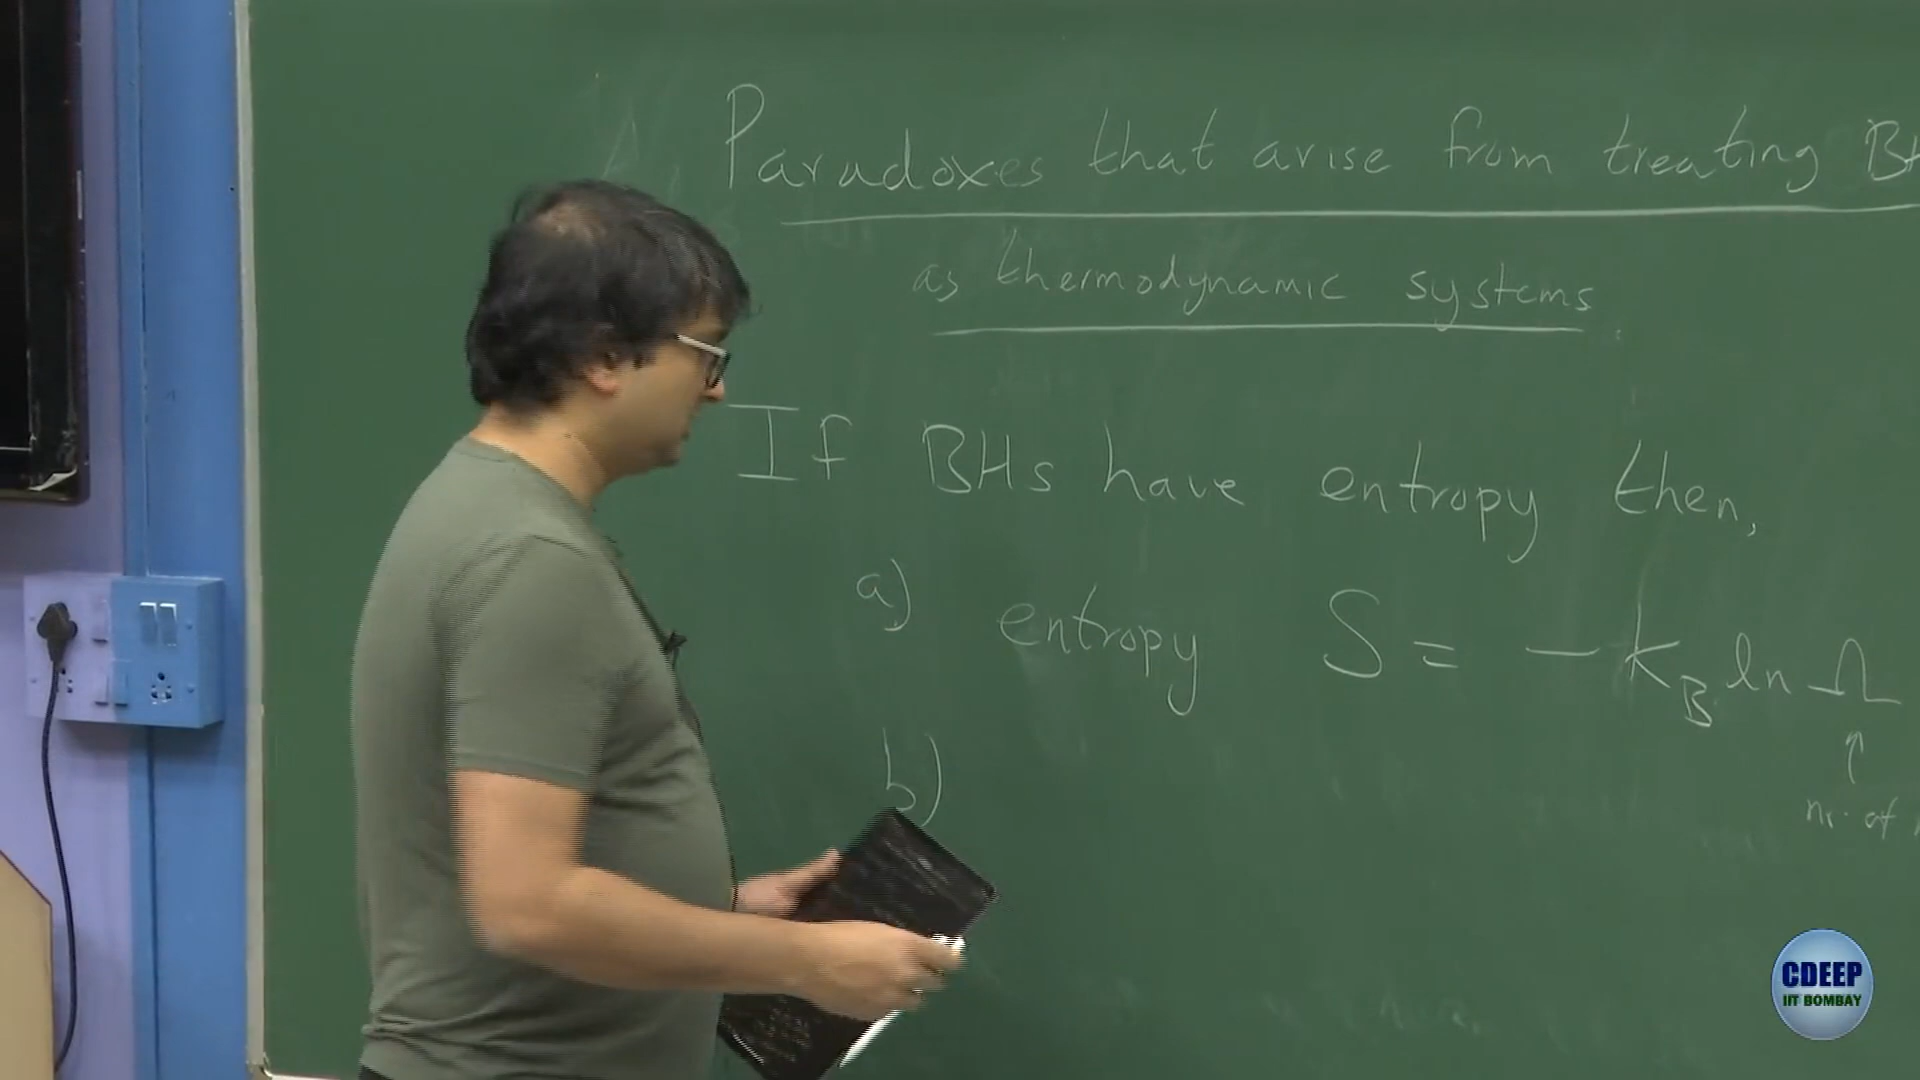 Paradoxes that arise from treating BH
as thermodynamic systems.
If BHs have entropy then,
a) entropy S = - k_B ln Ω
↑
nr. of
b)
CDEEP
IIT BOMBAY